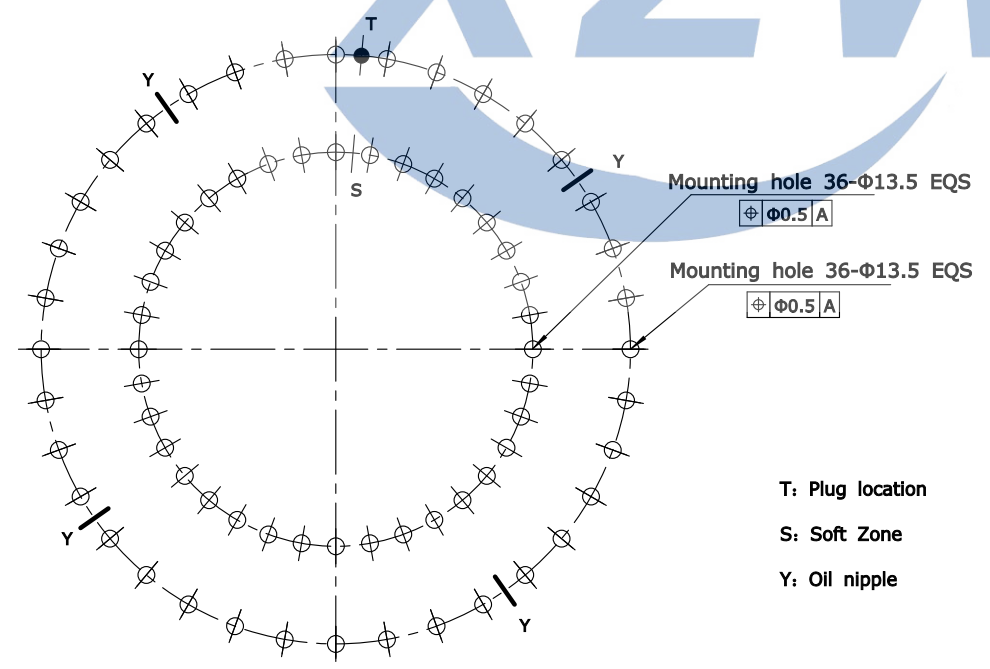 XZW
T
Y
Y
S
Mounting hole 36-Φ13.5 EQS
⌖ Φ0.5 A
Mounting hole 36-Φ13.5 EQS
⌖ Φ0.5 A
T: Plug location
S: Soft Zone
Y: Oil nipple
Y
Y